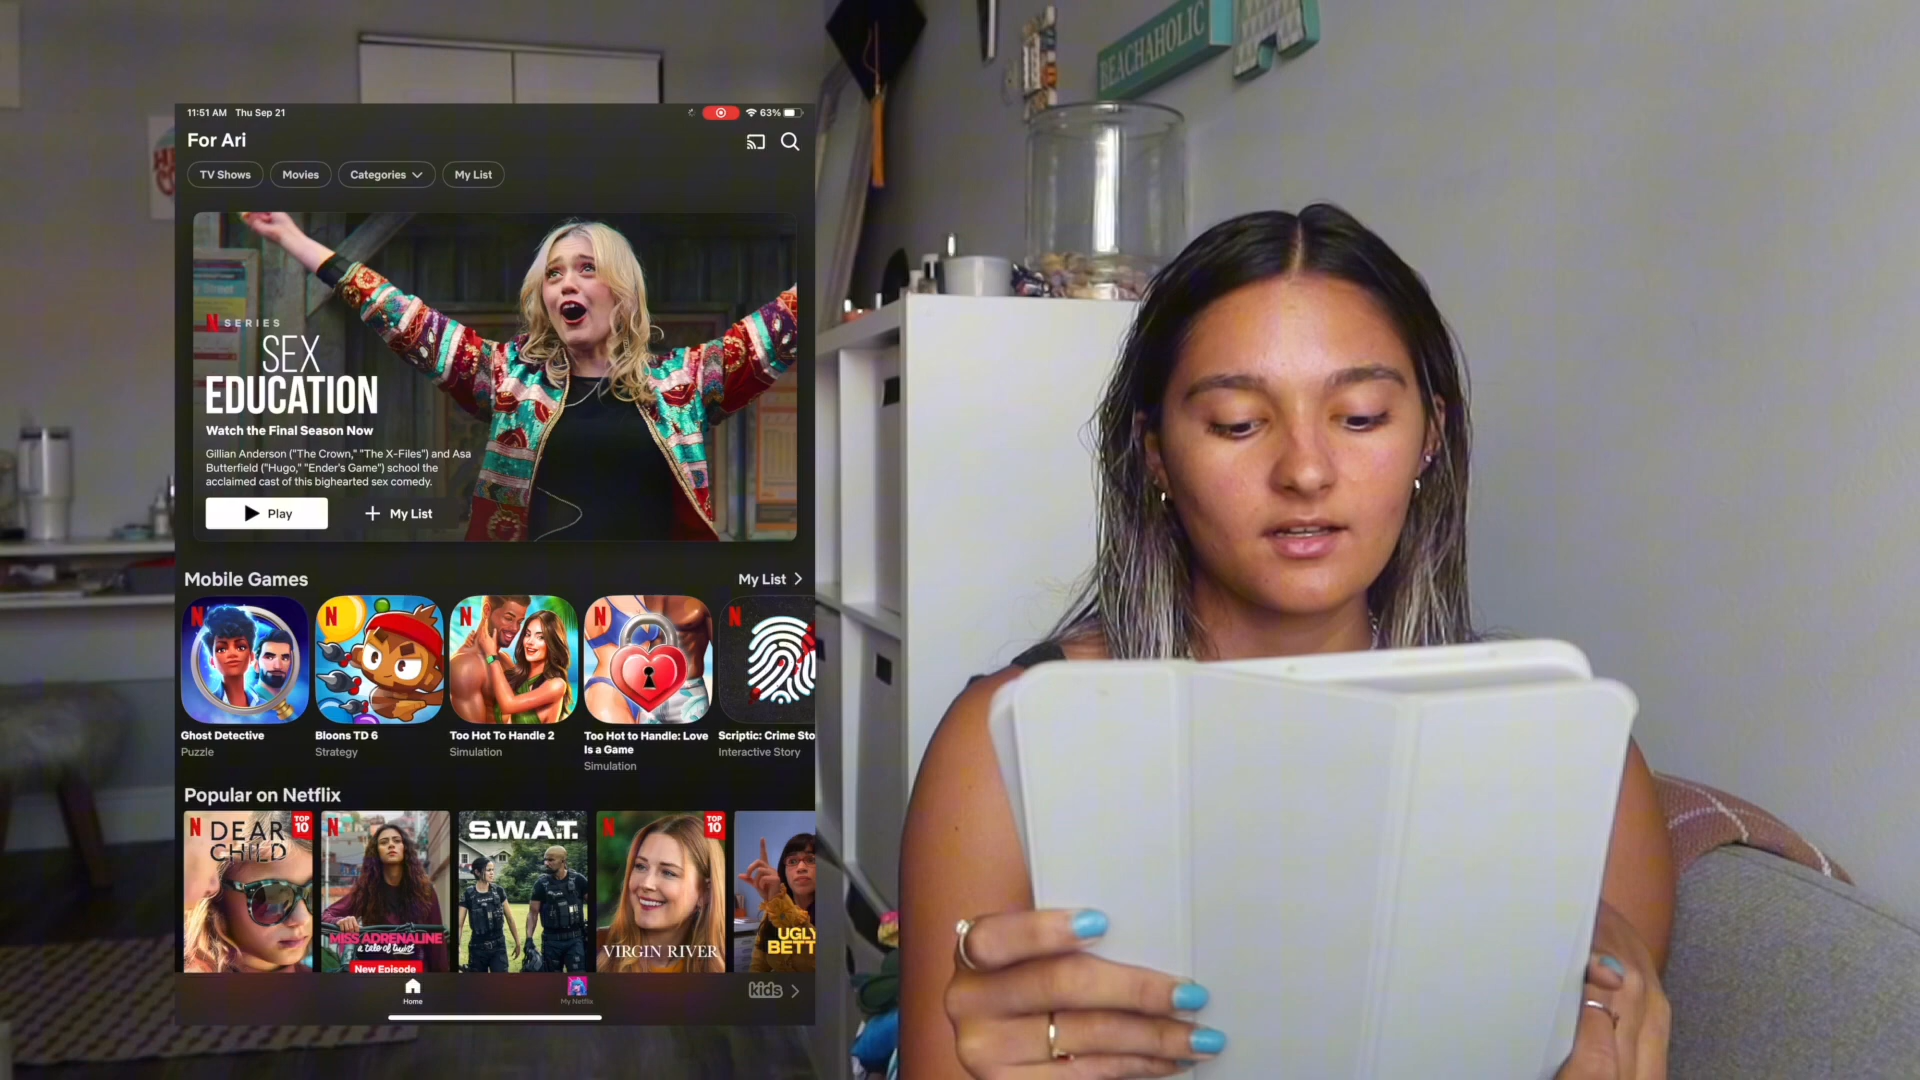 BEACHAHOLIC
11:51 AM Thu Sep 21
63%
For Ari
TV Shows
Movies
Categories
My List
N SERIES
SEX
EDUCATION
Watch the Final Season Now
Gillian Anderson ("The Crown," "The X-Files") and Asa
Butterfield ("Hugo," "Ender's Game") school the
acclaimed cast of this bighearted sex comedy.
Play
My List
Mobile Games
My List
N
N
N
N
N
Ghost Detective
Puzzle
Bloons TD 6
Strategy
Too Hot To Handle 2
Simulation
Too Hot to Handle: Love
Is a Game
Simulation
Scriptic: Crime Sto
Interactive Story
Popular on Netflix
N
DEAR
CHILD
TOP
10
N
MISS ADRENALINE
a tale of twins
New Episode
S.W.A.T.
N
TOP
10
VIRGIN RIVER
UGLY
BETT
Home
My Netflix
kids